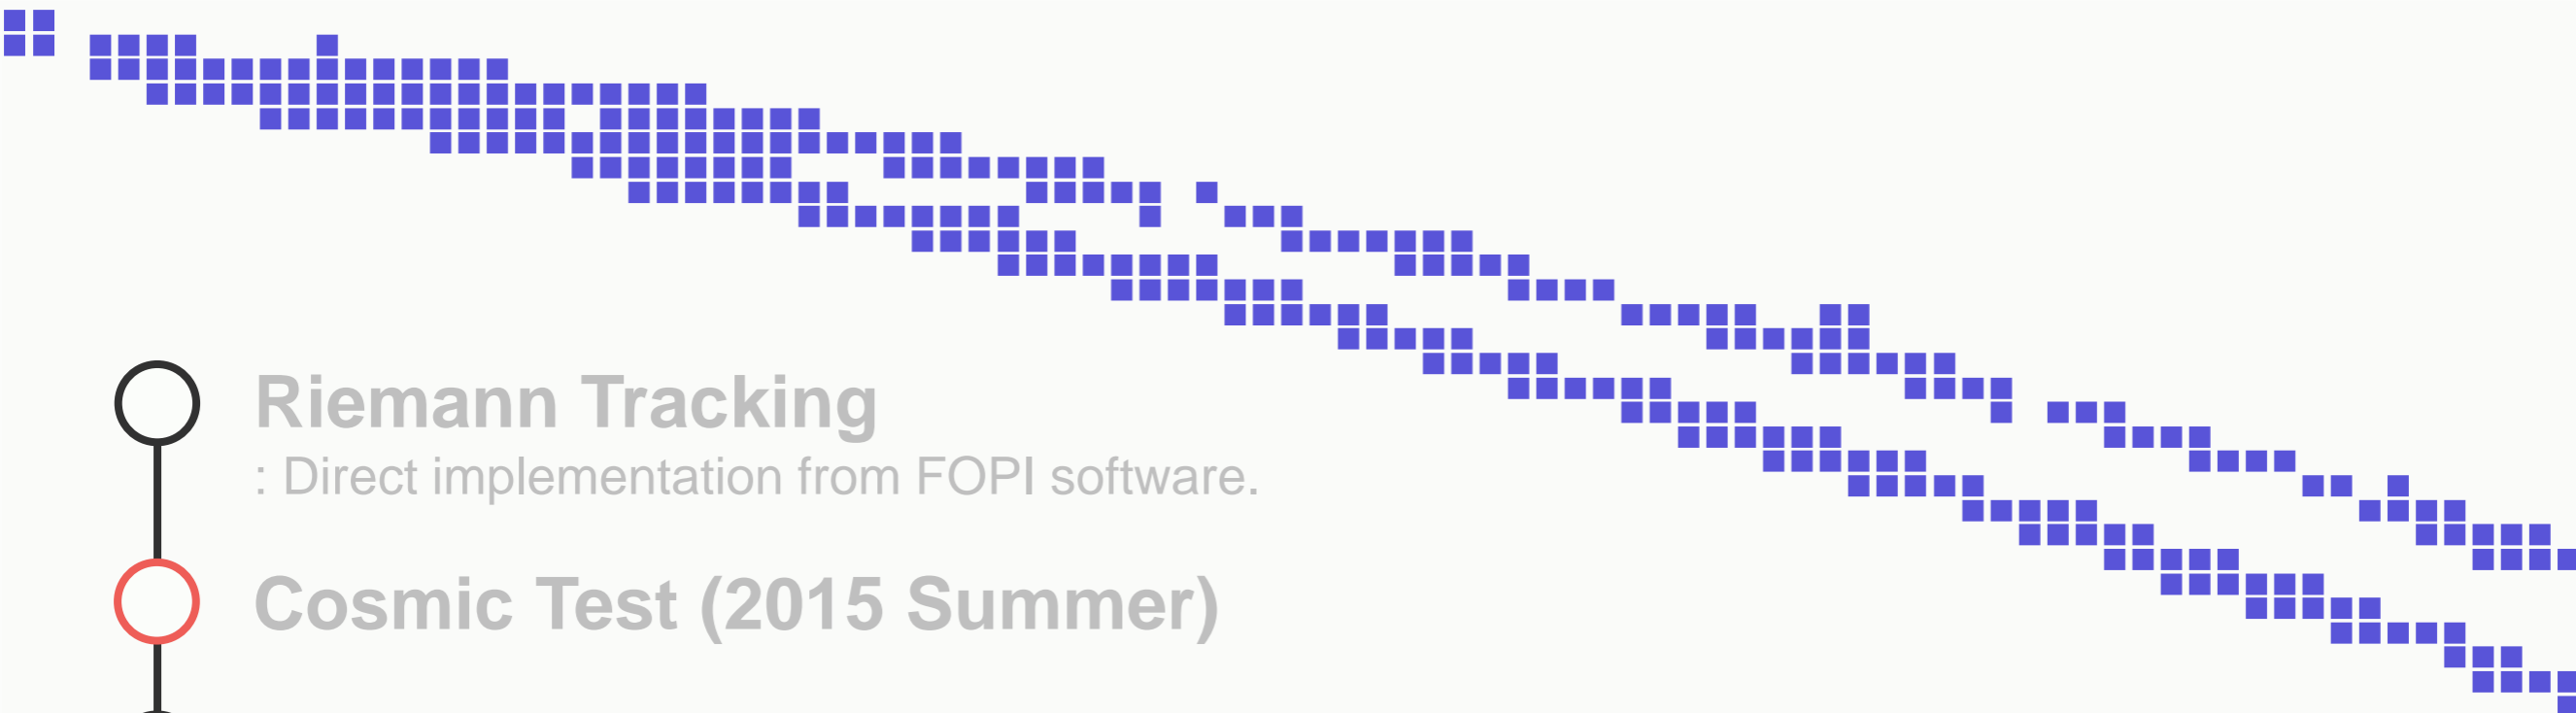 Riemann Tracking
: Direct implementation from FOPI software.
Cosmic Test (2015 Summer)